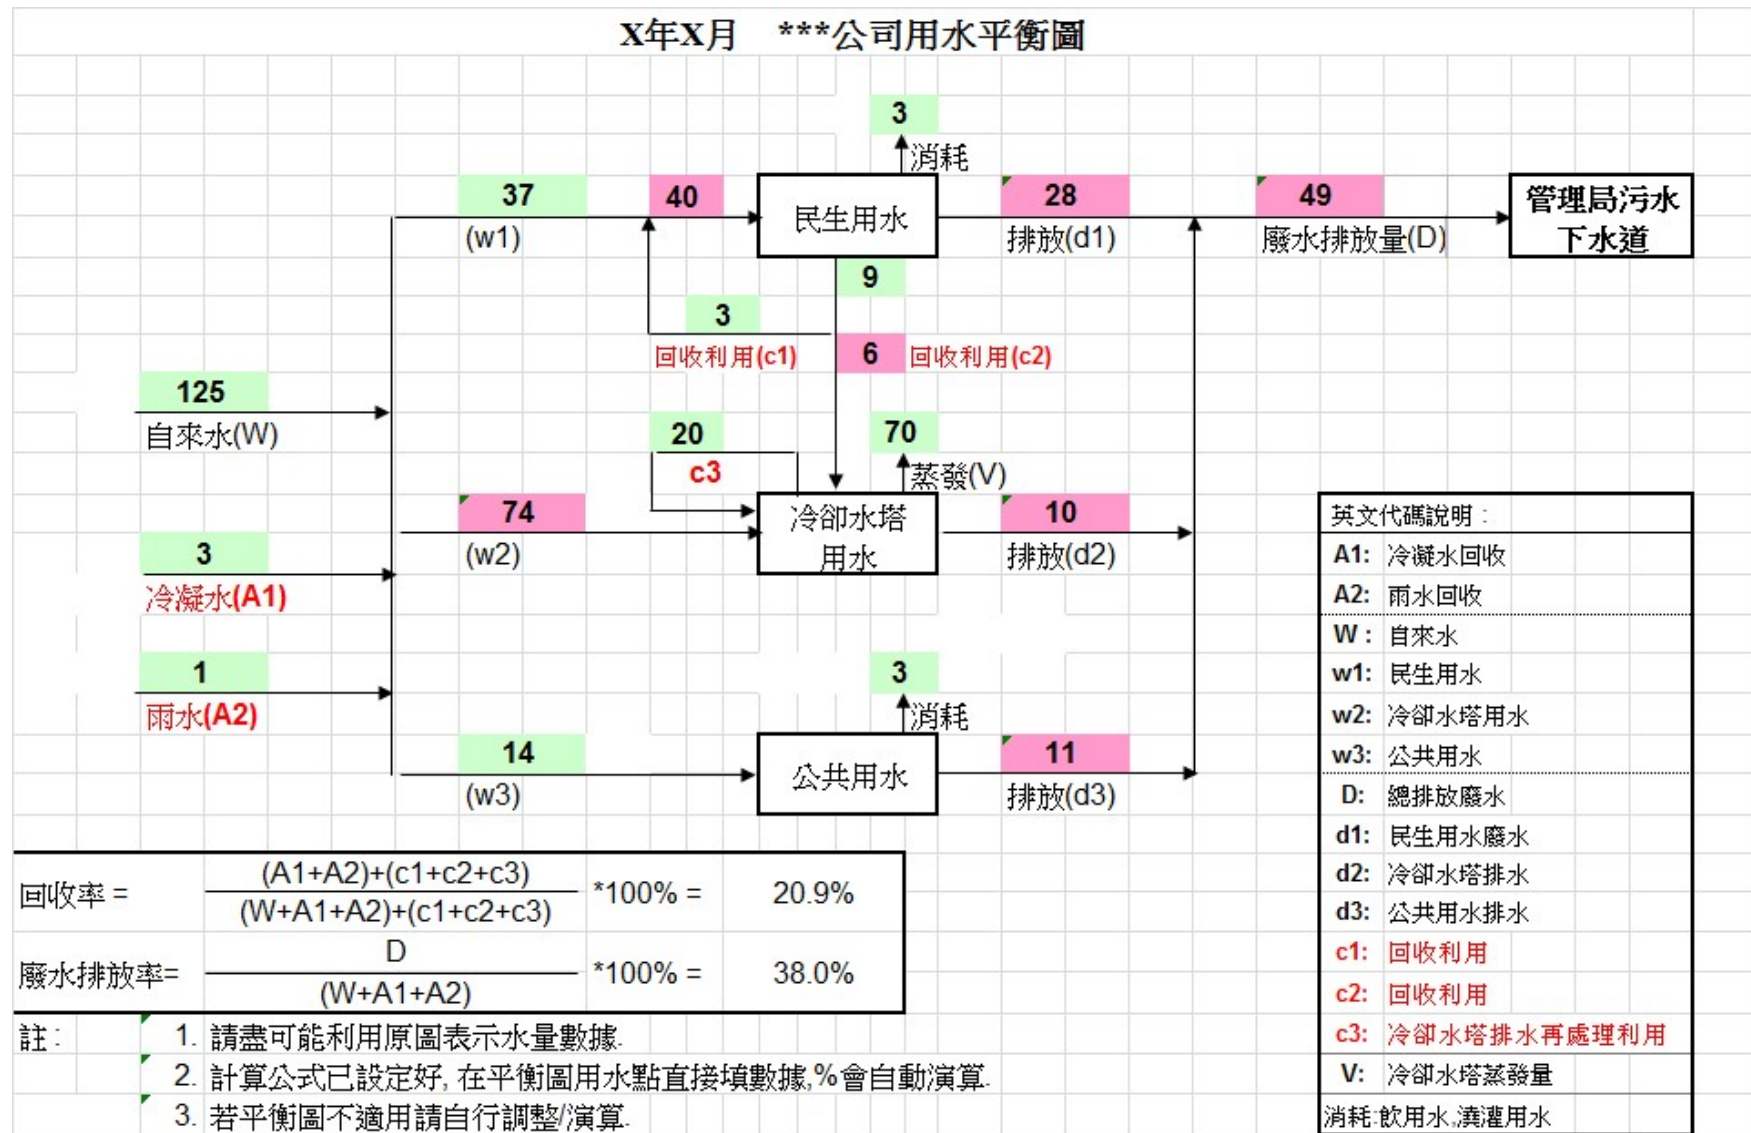 X年X月 ***公司用水平衡圖
3
消耗
37
40
民生用水
28
49
管理局污水
下水道
(w1)
排放(d1)
廢水排放量(D)
9
3
回收利用(c1)
6
回收利用(c2)
125
自來水(W)
20
c3
70
蒸發(V)
74
(w2)
冷卻水塔
用水
10
排放(d2)
3
冷凝水(A1)
1
雨水(A2)
3
消耗
14
(w3)
公共用水
11
排放(d3)
英文代碼說明：
A1: 冷凝水回收
A2: 雨水回收
W : 自來水
w1: 民生用水
w2: 冷卻水塔用水
w3: 公共用水
D: 總排放廢水
d1: 民生用水廢水
d2: 冷卻水塔排水
d3: 公共用水排水
c1: 回收利用
c2: 回收利用
c3: 冷卻水塔排水再處理利用
V: 冷卻水塔蒸發量
消耗:飲用水,澆灌用水
回收率 = (A1+A2)+(c1+c2+c3) *100% = 20.9%
(W+A1+A2)+(c1+c2+c3)
廢水排放率= D *100% = 38.0%
(W+A1+A2)
註： 1. 請盡可能利用原圖表示水量數據.
2. 計算公式已設定好, 在平衡圖用水點直接填數據,%會自動演算.
3. 若平衡圖不適用請自行調整/演算.